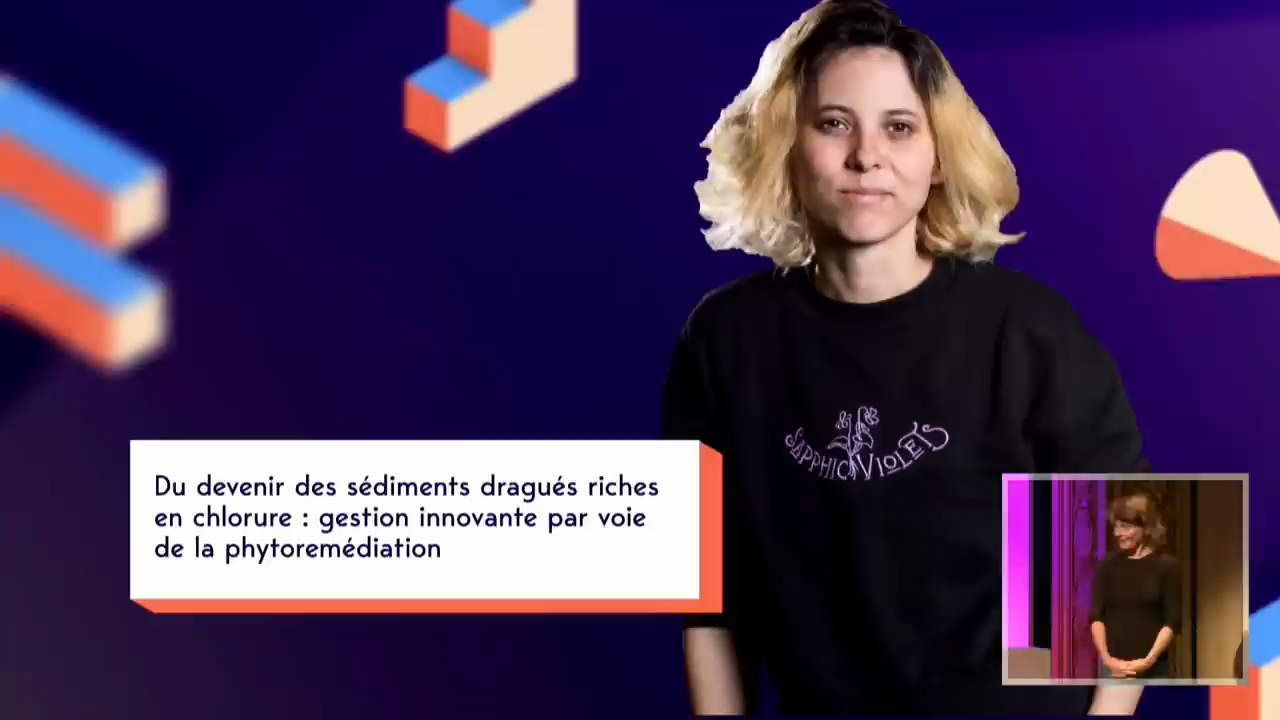 SAPPHIC VIOLETS
Du devenir des sédiments dragués riches
en chlorure : gestion innovante par voie
de la phytoremédiation